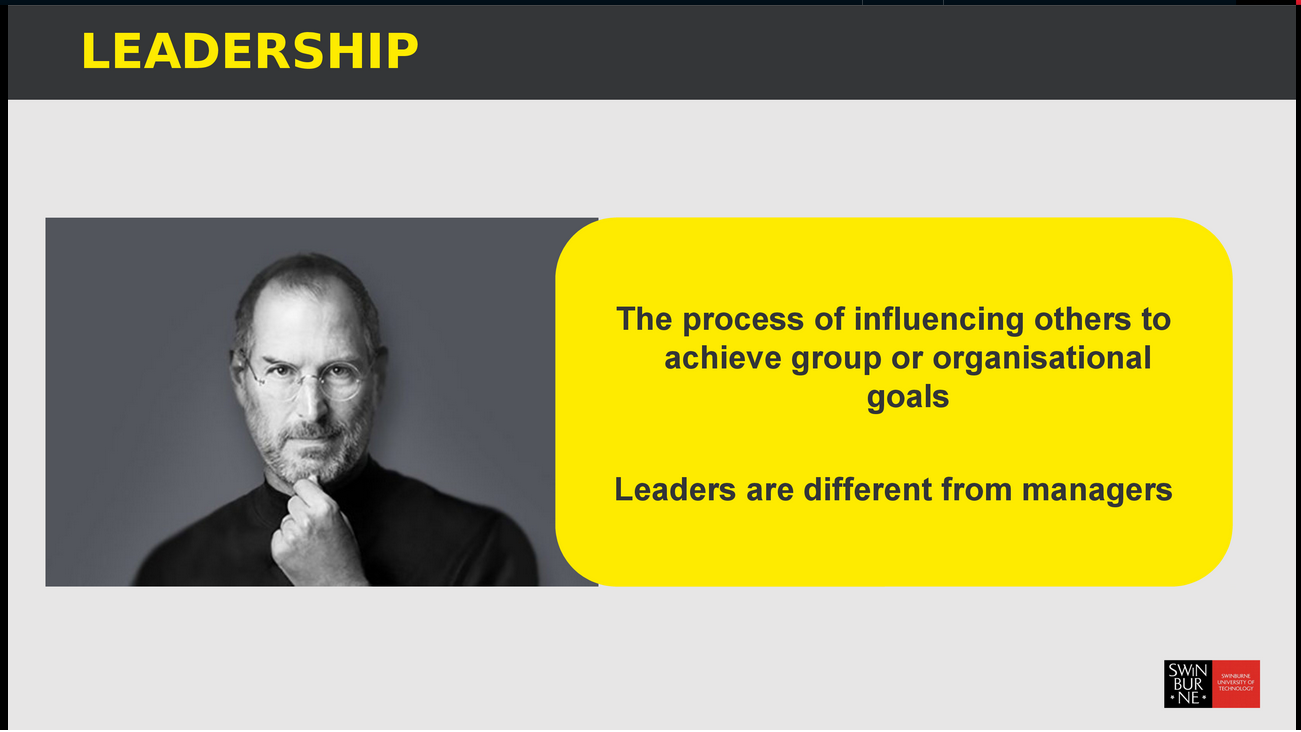 LEADERSHIP
The process of influencing others to
achieve group or organisational
goals
Leaders are different from managers
SWIN
BUR
* NE *
SWINBURNE
UNIVERSITY OF
TECHNOLOGY